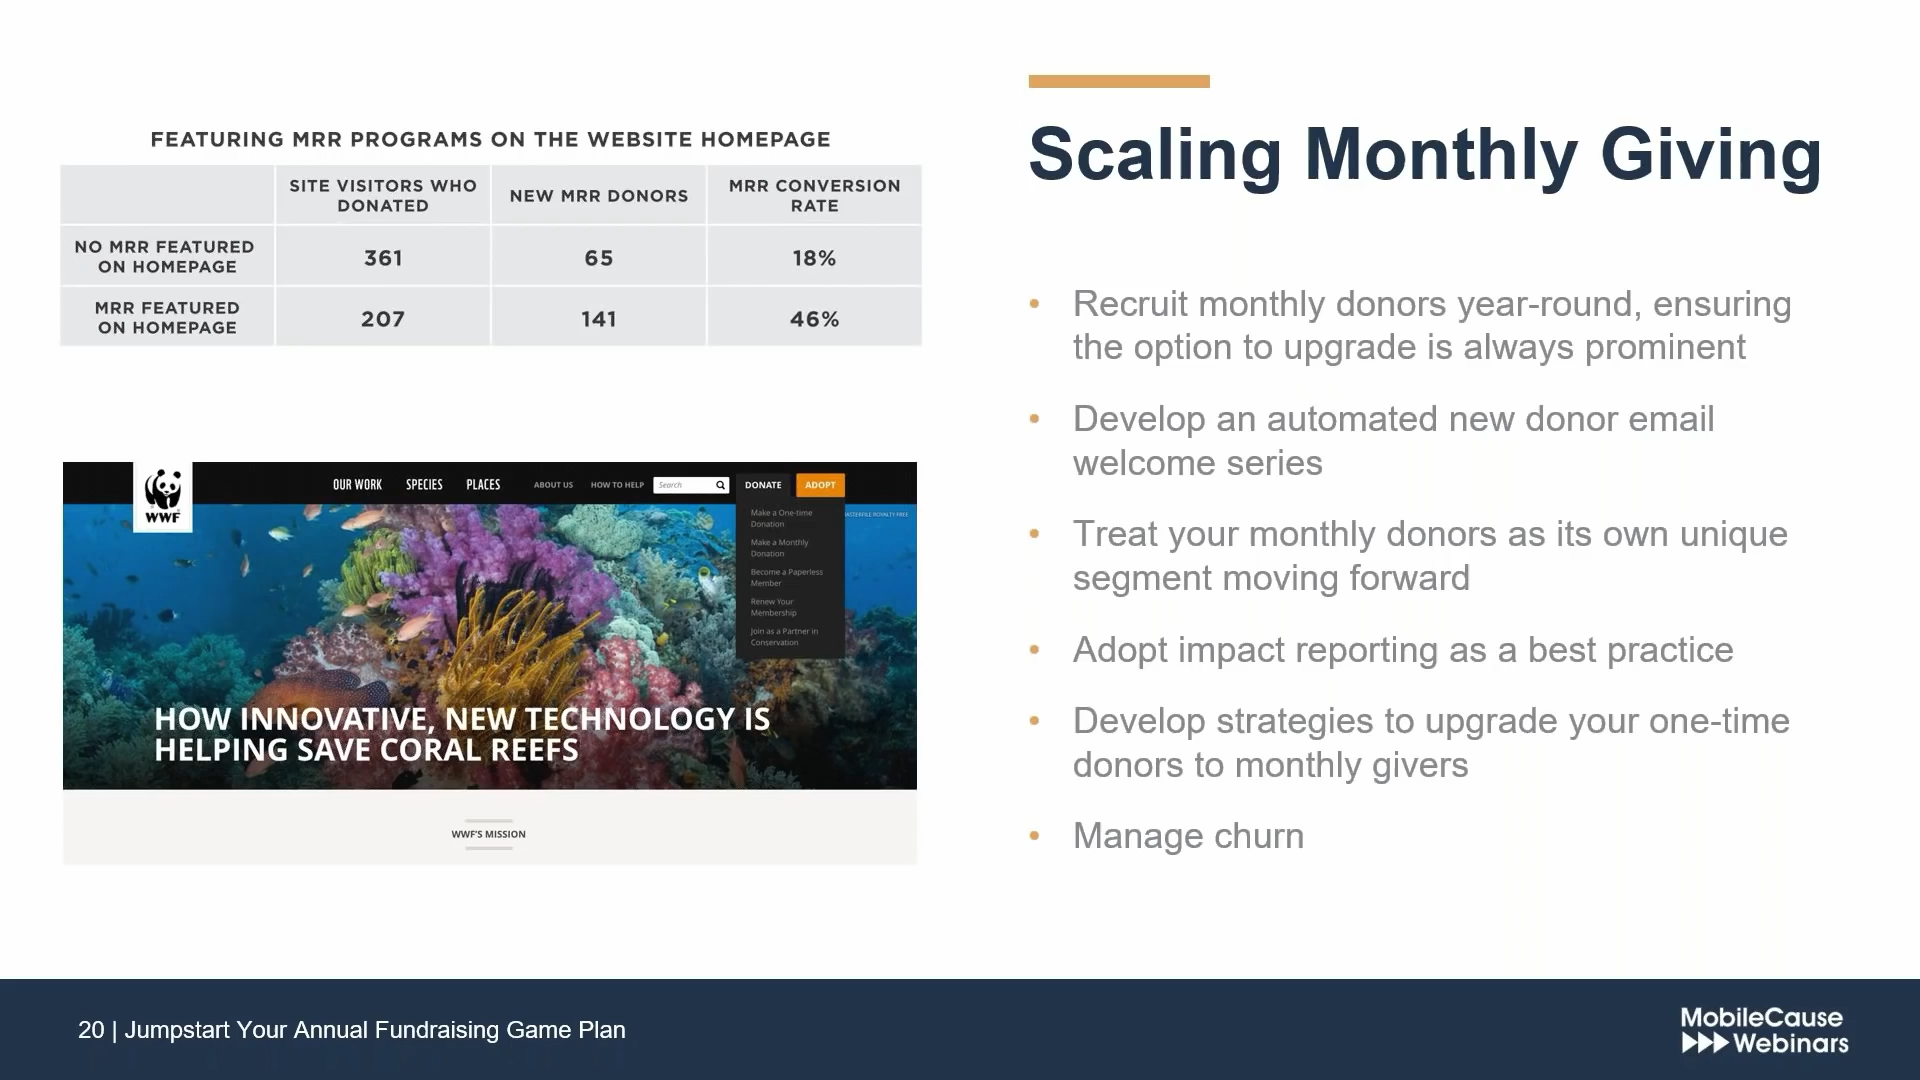 FEATURING MRR PROGRAMS ON THE WEBSITE HOMEPAGE
SITE VISITORS WHO
DONATED
NEW MRR DONORS
MRR CONVERSION
RATE
NO MRR FEATURED
ON HOMEPAGE
361
65
18%
MRR FEATURED
ON HOMEPAGE
207
141
46%
WWF
OUR WORK
SPECIES
PLACES
ABOUT US
HOW TO HELP
Search
DONATE
ADOPT
Make a One-time
Donation
Make a Monthly
Donation
Become a Paperless
Member
Renew Your
Membership
Join as a Partner in
Conservation
ROYALTY FREE
HOW INNOVATIVE, NEW TECHNOLOGY IS
HELPING SAVE CORAL REEFS
WWF'S MISSION
Scaling Monthly Giving
• Recruit monthly donors year-round, ensuring
the option to upgrade is always prominent
• Develop an automated new donor email
welcome series
• Treat your monthly donors as its own unique
segment moving forward
• Adopt impact reporting as a best practice
• Develop strategies to upgrade your one-time
donors to monthly givers
• Manage churn
20 | Jumpstart Your Annual Fundraising Game Plan
MobileCause
Webinars